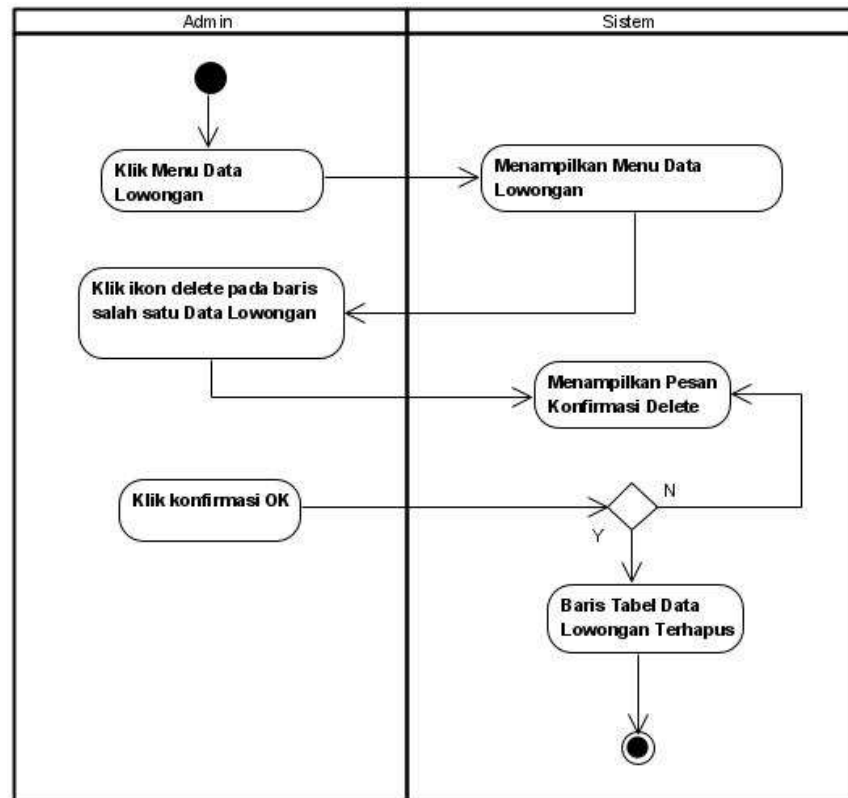 Admin
Sistem
Klik Menu Data
Lowongan
Menampilkan Menu Data
Lowongan
Klik ikon delete pada baris
salah satu Data Lowongan
Menampilkan Pesan
Konfirmasi Delete
Klik konfirmasi OK
N
Y
Baris Tabel Data
Lowongan Terhapus